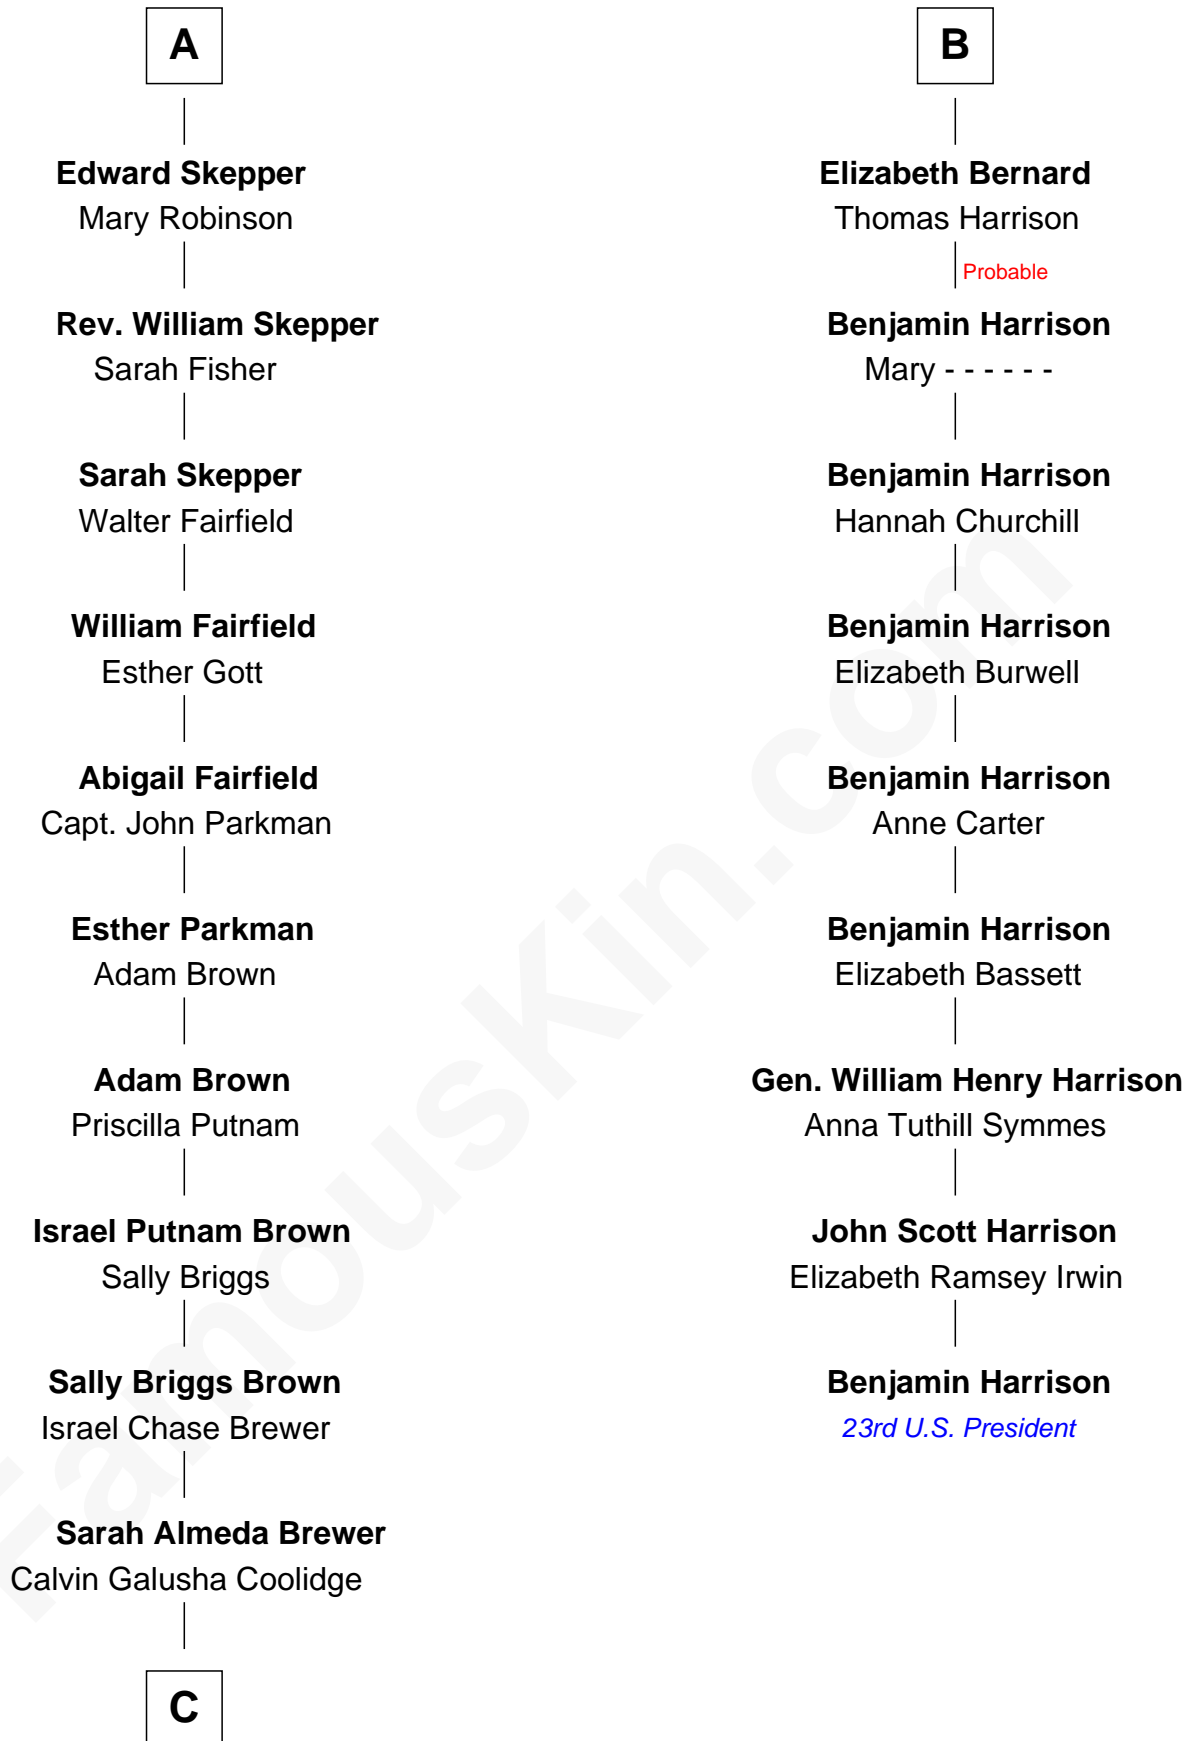 A
Edward Skepper
Mary Robinson
Rev. William Skepper
Sarah Fisher
Sarah Skepper
Walter Fairfield
William Fairfield
Esther Gott
Abigail Fairfield
Capt. John Parkman
Esther Parkman
Adam Brown
Adam Brown
Priscilla Putnam
Israel Putnam Brown
Sally Briggs
Sally Briggs Brown
Israel Chase Brewer
Sarah Almeda Brewer
Calvin Galusha Coolidge
C
B
Elizabeth Bernard
Thomas Harrison
Probable
Benjamin Harrison
Mary - - - - - -
Benjamin Harrison
Hannah Churchill
Benjamin Harrison
Elizabeth Burwell
Benjamin Harrison
Anne Carter
Benjamin Harrison
Elizabeth Bassett
Gen. William Henry Harrison
Anna Tuthill Symmes
John Scott Harrison
Elizabeth Ramsey Irwin
Benjamin Harrison
23rd U.S. President
FamousKin.com